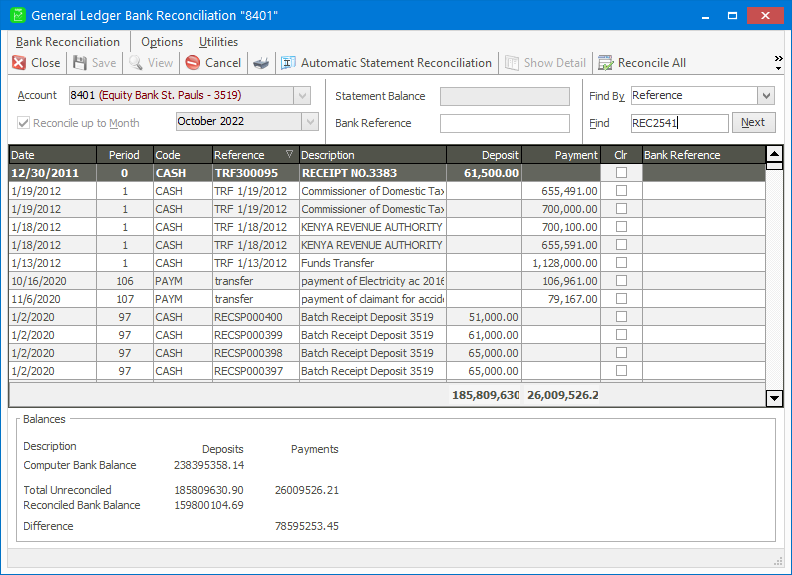 General Ledger Bank Reconciliation "8401"
Bank Reconciliation Options Utilities
Close Save View Cancel Automatic Statement Reconciliation Show Detail Reconcile All
Account 8401 (Equity Bank St. Pauls - 3519) Statement Balance Find By Reference
Reconcile up to Month October 2022 Bank Reference Find REC2541 Next
Date Period Code Reference Description Deposit Payment Clr Bank Reference
12/30/2011 0 CASH TRF300095 RECEIPT NO.3383 61,500.00
1/19/2012 1 CASH TRF 1/19/2012 Commissioner of Domestic Tax 655,491.00
1/19/2012 1 CASH TRF 1/19/2012 Commissioner of Domestic Tax 700,000.00
1/18/2012 1 CASH TRF 1/18/2012 KENYA REVENUE AUTHORITY 700,100.00
1/18/2012 1 CASH TRF 1/18/2012 KENYA REVENUE AUTHORITY 655,591.00
1/13/2012 1 CASH TRF 1/13/2012 Funds Transfer 1,128,000.00
10/16/2020 106 PAYM transfer payment of Electricity ac 2016 106,961.00
11/6/2020 107 PAYM transfer payment of claimant for accide 79,167.00
1/2/2020 97 CASH RECSP000400 Batch Receipt Deposit 3519 51,000.00
1/2/2020 97 CASH RECSP000399 Batch Receipt Deposit 3519 61,000.00
1/2/2020 97 CASH RECSP000398 Batch Receipt Deposit 3519 65,000.00
1/2/2020 97 CASH RECSP000397 Batch Receipt Deposit 3519 65,000.00
185,809,630 26,009,526.2
Balances
Description Deposits Payments
Computer Bank Balance 238395358.14
Total Unreconciled 185809630.90 26009526.21
Reconciled Bank Balance 159800104.69
Difference 78595253.45